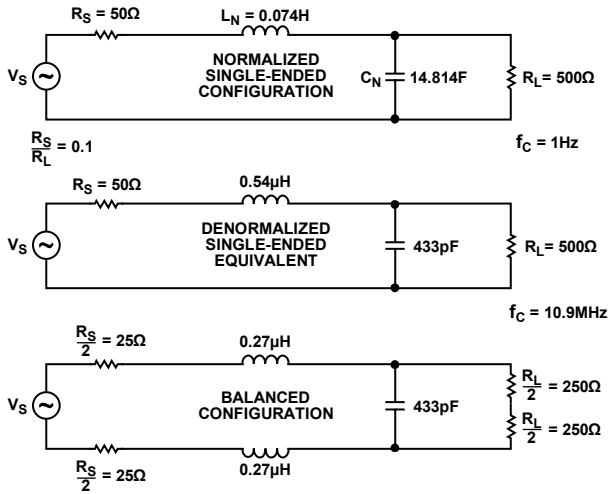 R_S = 50Ω
L_N = 0.074H
V_S
NORMALIZED
SINGLE-ENDED
CONFIGURATION
C_N
14.814F
R_L= 500Ω
R_S
R_L
= 0.1
f_C = 1Hz
R_S = 50Ω
0.54µH
V_S
DENORMALIZED
SINGLE-ENDED
EQUIVALENT
433pF
R_L= 500Ω
f_C = 10.9MHz
R_S
2
= 25Ω
0.27µH
V_S
BALANCED
CONFIGURATION
433pF
R_L
2
= 250Ω
R_L
2
= 250Ω
R_S
2
= 25Ω
0.27µH